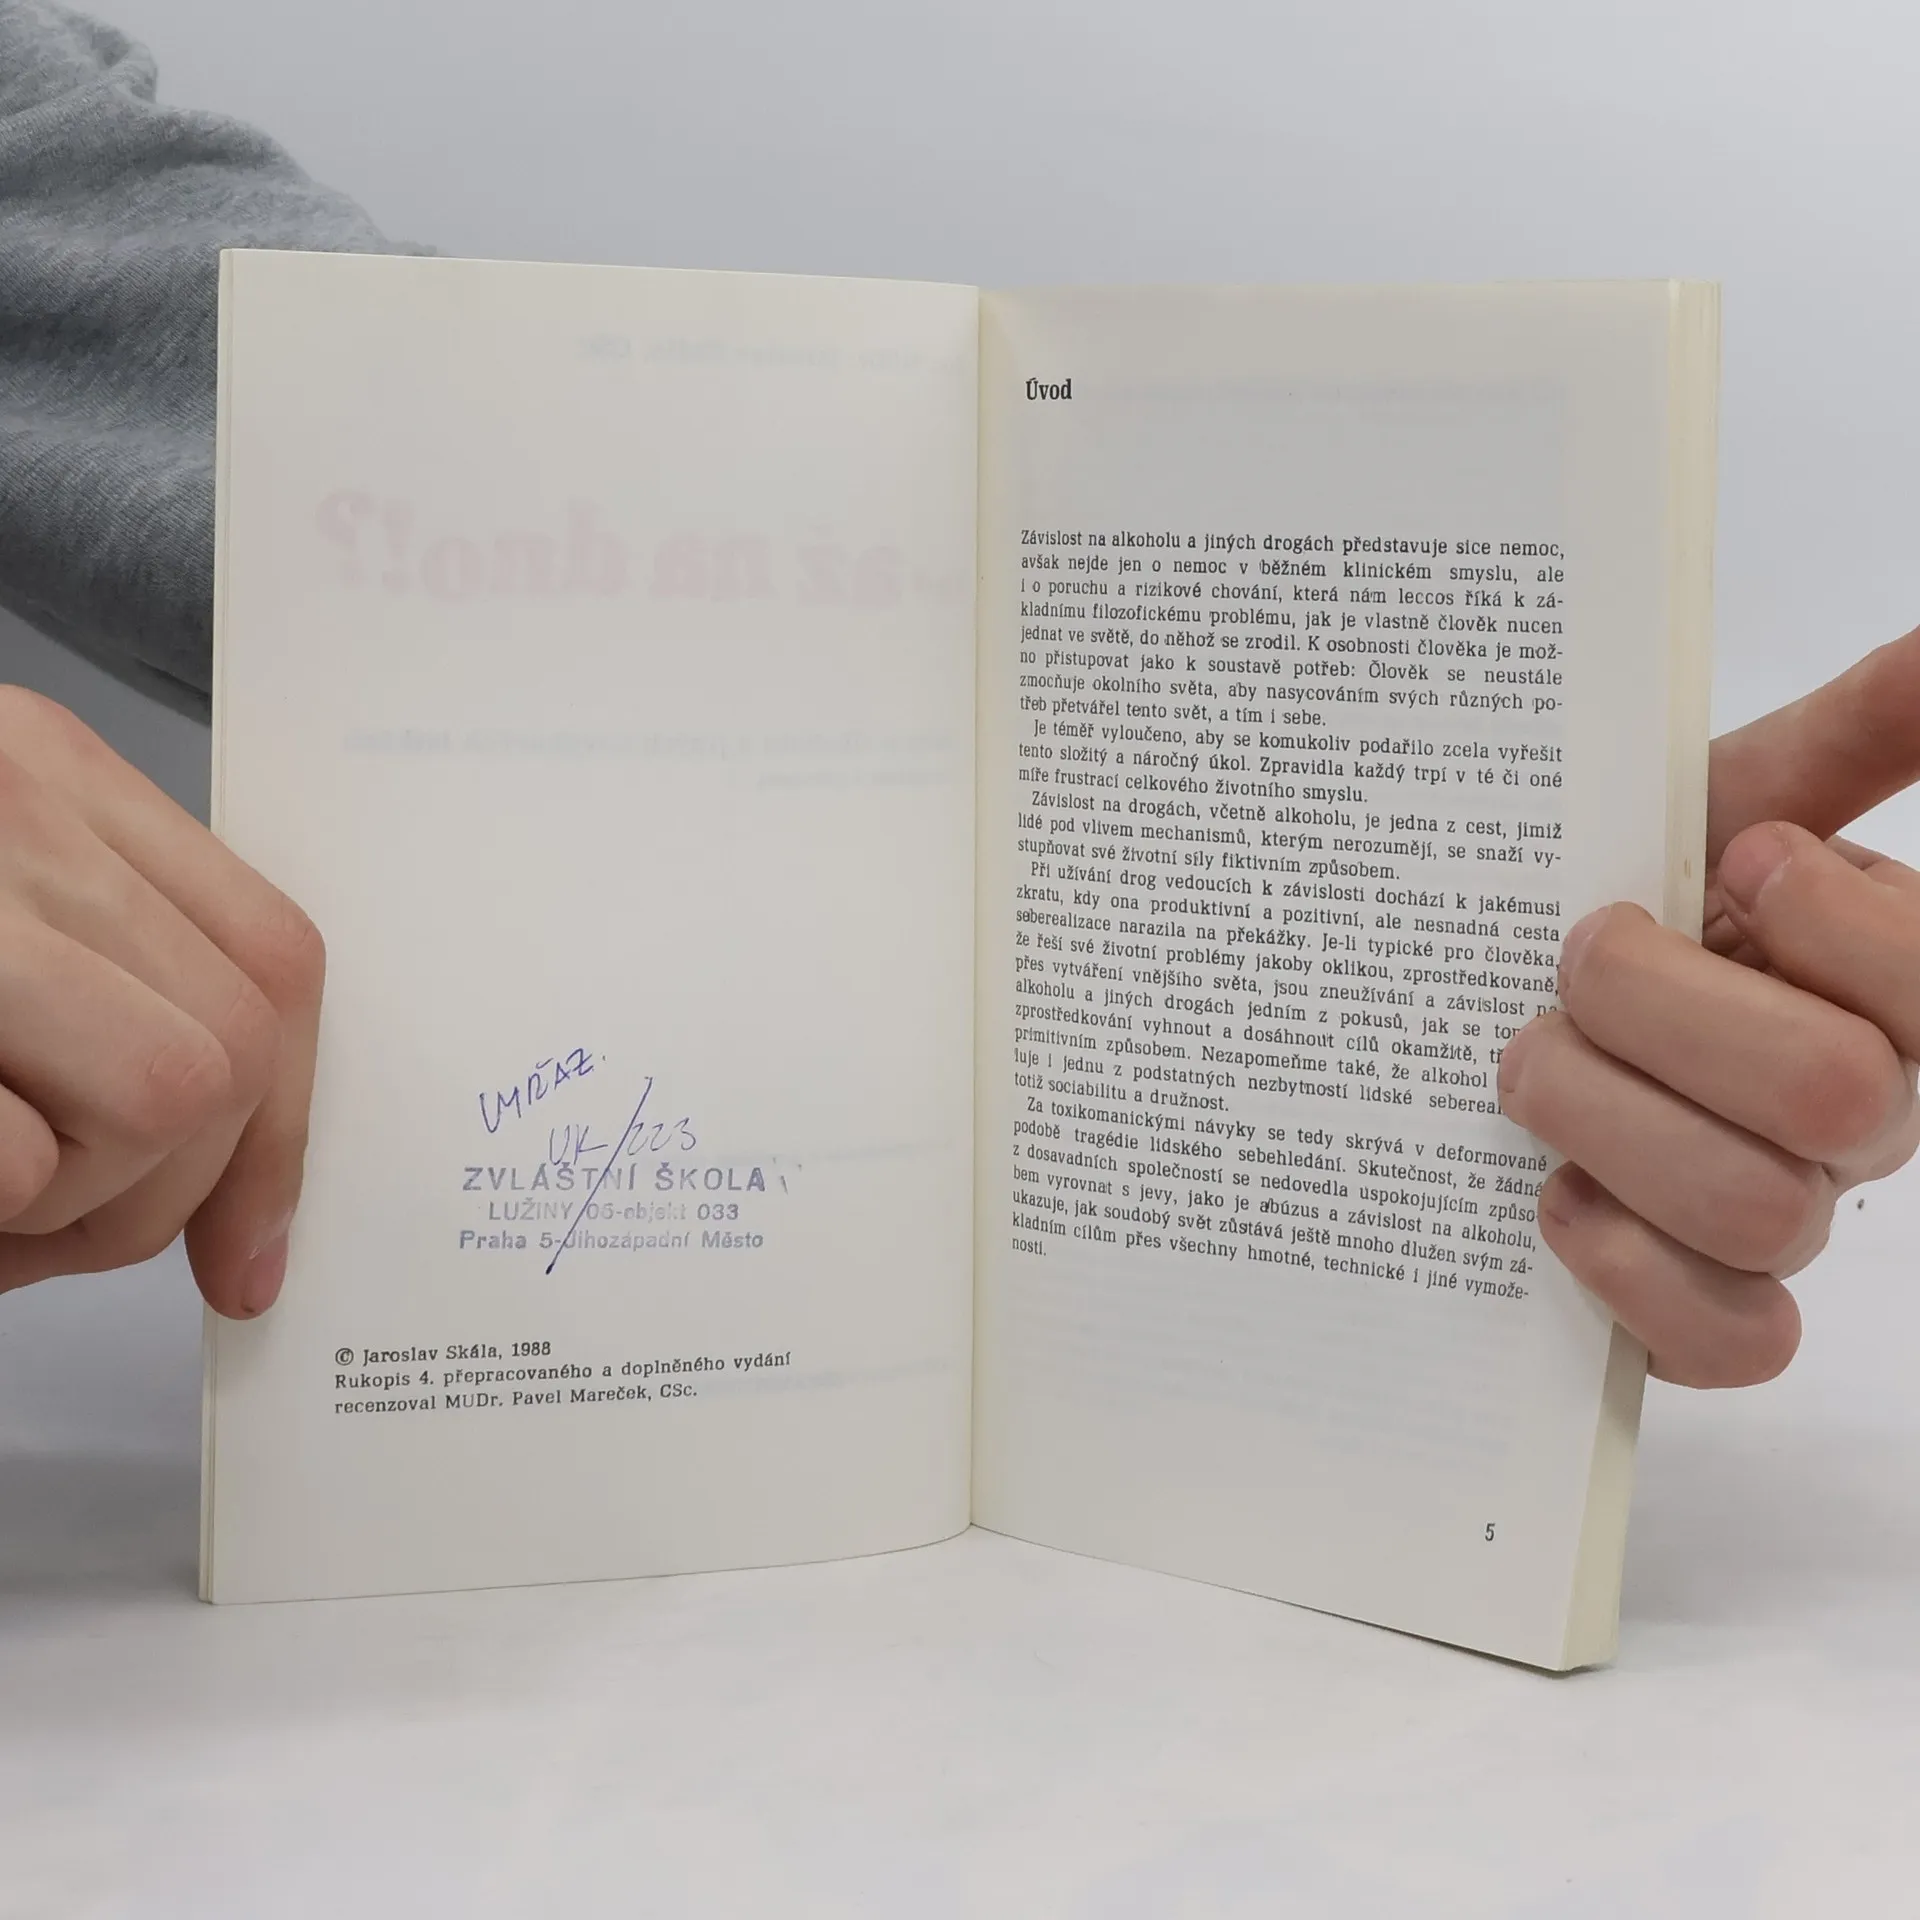 až na dno!?
VYŘAZ.
UK/223
ZVLÁŠTNÍ ŠKOLA
LUŽINY 06-objekt 033
Praha 5-Jihozápadní Město
© Jaroslav Skála, 1988
Rukopis 4. přepracovaného a doplněného vydání
recenzoval MUDr. Pavel Mareček, CSc.
Úvod
Závislost na alkoholu a jiných drogách představuje sice nemoc,
avšak nejde jen o nemoc v běžném klinickém smyslu, ale
i o poruchu a rizikové chování, která nám leccos říká k zá-
kladnímu filozofickému problému, jak je vlastně člověk nucen
jednat ve světě, do něhož se zrodil. K osobnosti člověka je mož-
no přistupovat jako k soustavě potřeb: Člověk se neustále
zmocňuje okolního světa, aby nasycováním svých různých po-
třeb přetvářel tento svět, a tím i sebe.
Je téměř vyloučeno, aby se komukoliv podařilo zcela vyřešit
tento složitý a náročný úkol. Zpravidla každý trpí v té či oné
míře frustrací celkového životního smyslu.
Závislost na drogách, včetně alkoholu, je jedna z cest, jimiž
lidé pod vlivem mechanismů, kterým nerozumějí, se snaží vy-
stupňovat své životní síly fiktivním způsobem.
Při užívání drog vedoucích k závislosti dochází k jakémusi
zkratu, kdy ona produktivní a pozitivní, ale nesnadná cesta
seberealizace narazila na překážky. Je-li typické pro člověka,
že řeší své životní problémy jakoby oklikou, zprostředkovaně,
přes vytváření vnějšího světa, jsou zneužívání a závislost na
alkoholu a jiných drogách jedním z pokusů, jak se
zprostředkování vyhnout a dosáhnout cílů okamžitě,
primitivním způsobem. Nezapomeňme také, že alkohol
luje i jednu z podstatných nezbytností lidské
totiž sociabilitu a družnost.
Za toxikomanickými návyky se tedy skrývá v deformované
podobě tragédie lidského sebehledání. Skutečnost, že žádná
z dosavadních společností se nedovedla uspokojujícím způso-
bem vyrovnat s jevy, jako je abúzus a závislost na alkoholu,
ukazuje, jak soudobý svět zůstává ještě mnoho dlužen svým zá-
kladním cílům přes všechny hmotné, technické i jiné vymože-
nosti.
5